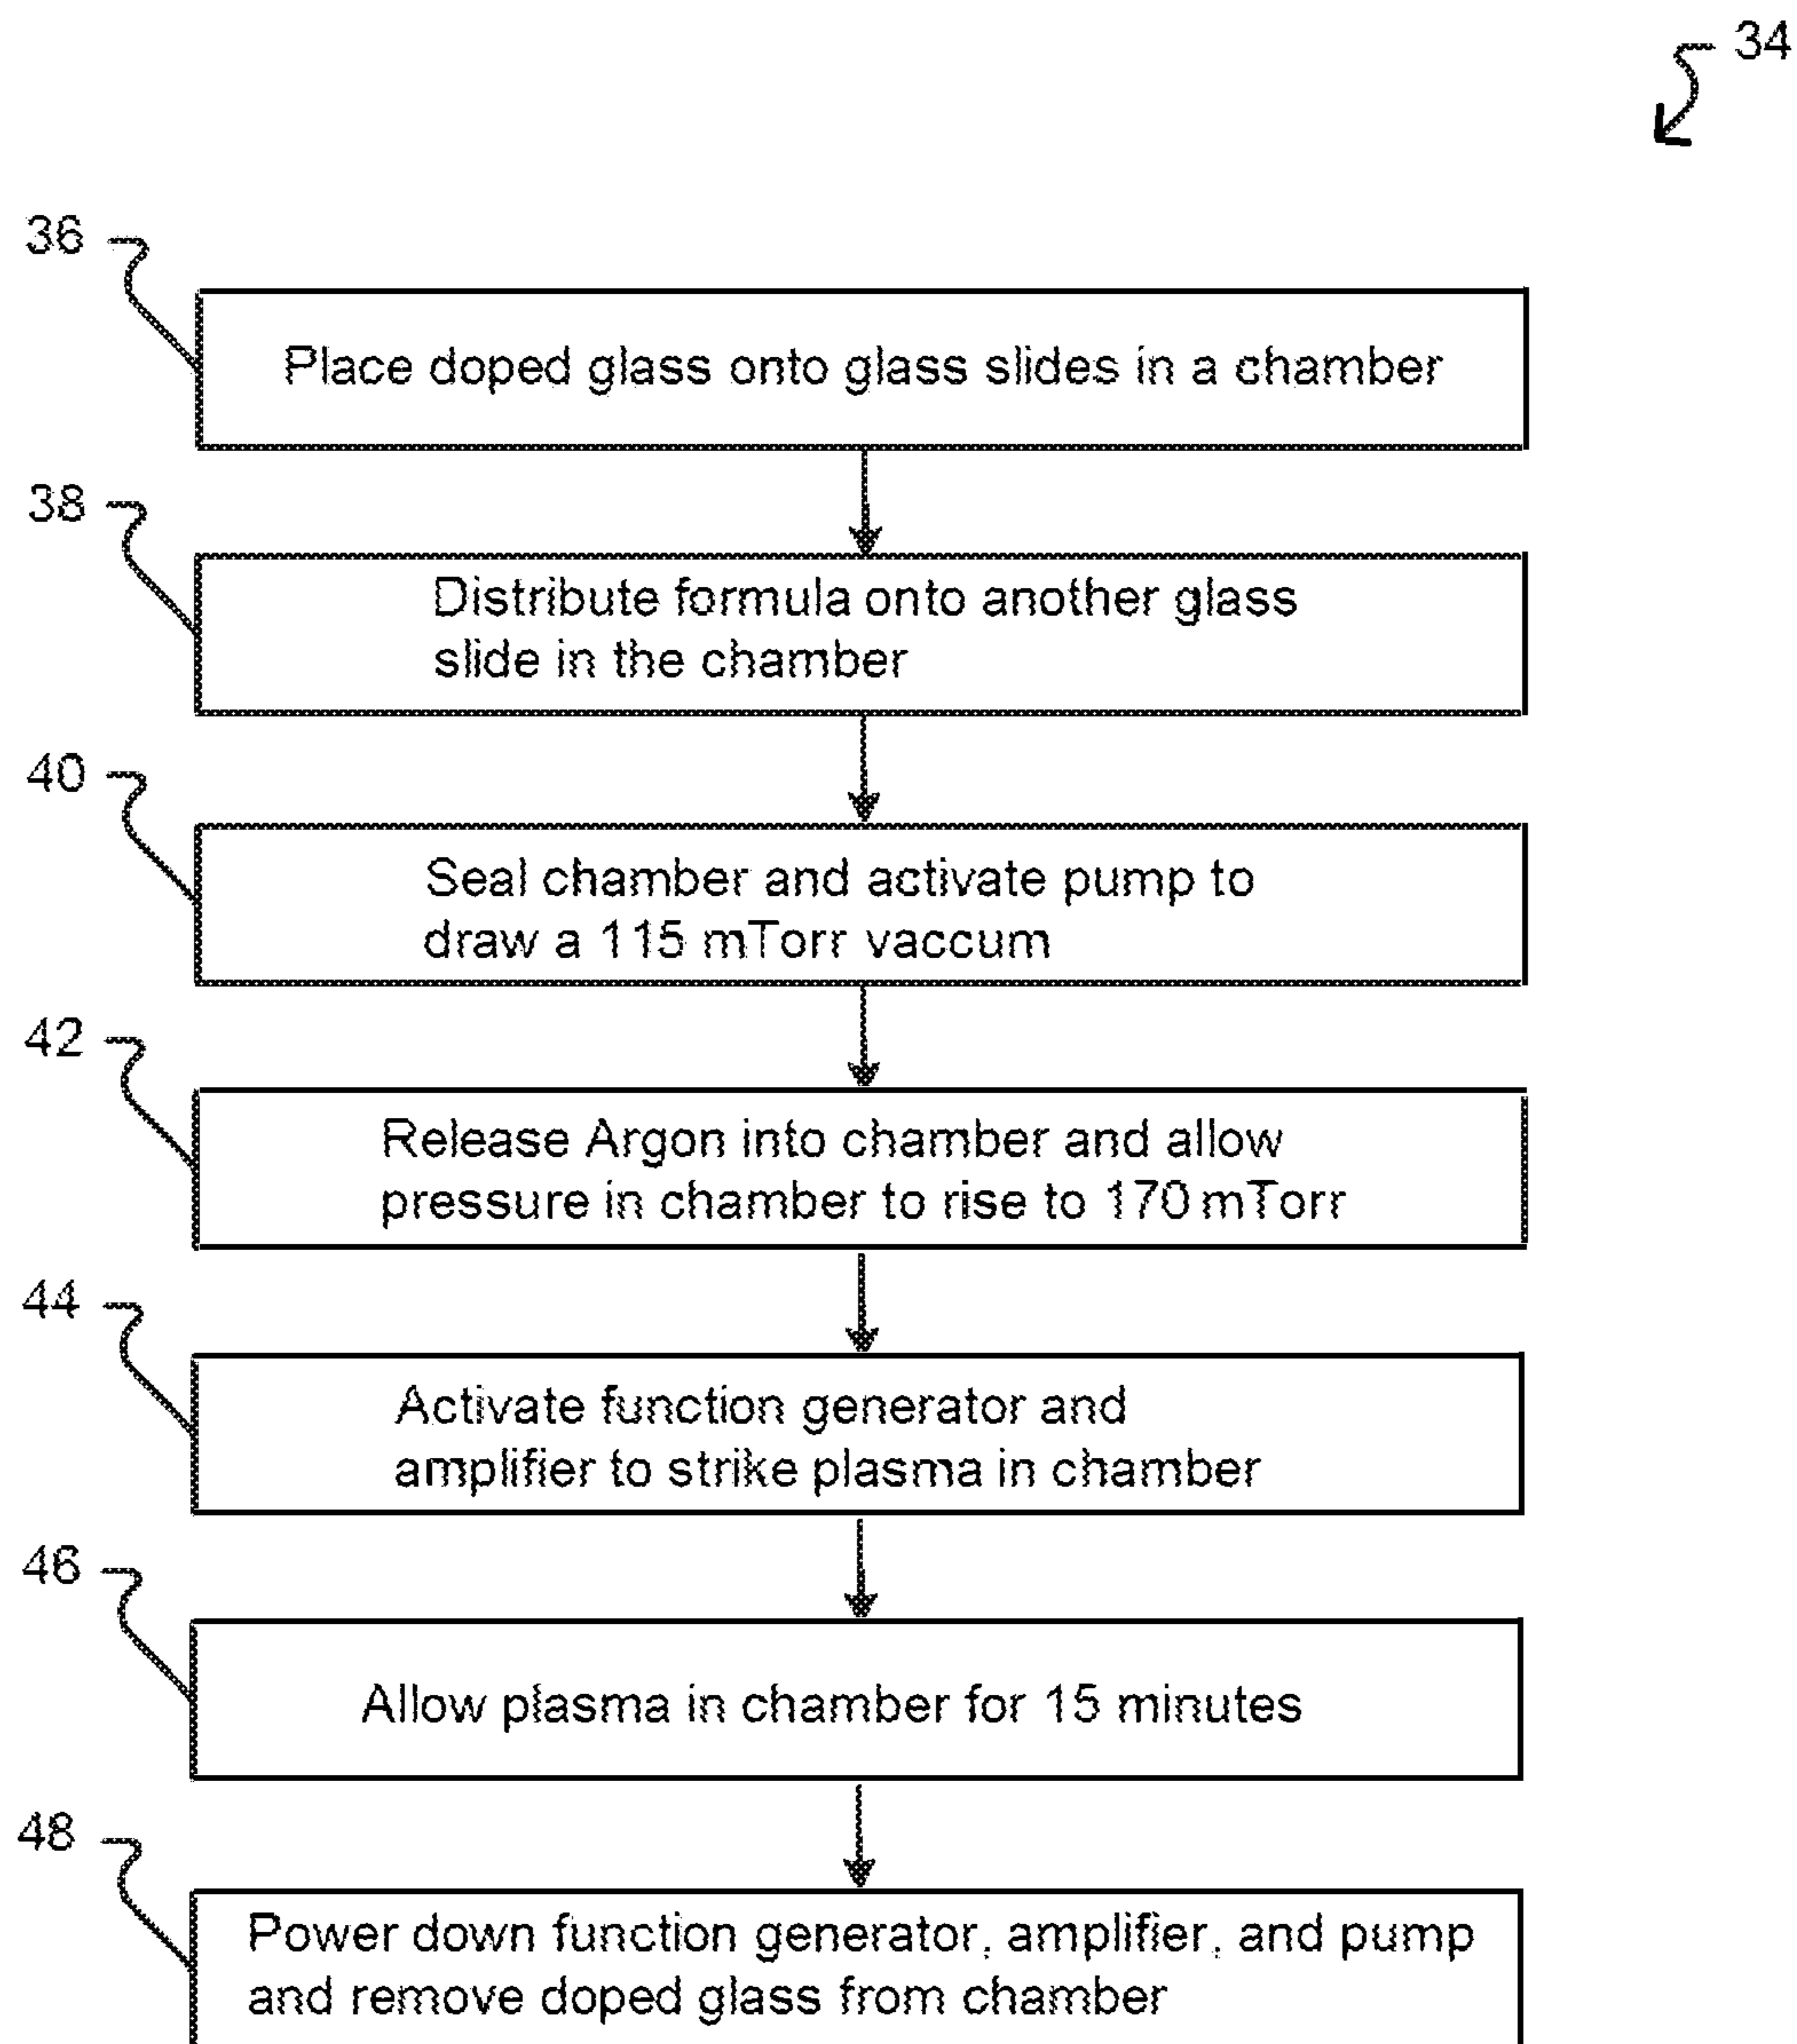 34
36
Place doped glass onto glass slides in a chamber
38
Distribute formula onto another glass
slide in the chamber
40
Seal chamber and activate pump to
draw a 115 mTorr vaccum
42
Release Argon into chamber and allow
pressure in chamber to rise to 170 mTorr
44
Activate function generator and
amplifier to strike plasma in chamber
46
Allow plasma in chamber for 15 minutes
48
Power down function generator, amplifier, and pump
and remove doped glass from chamber